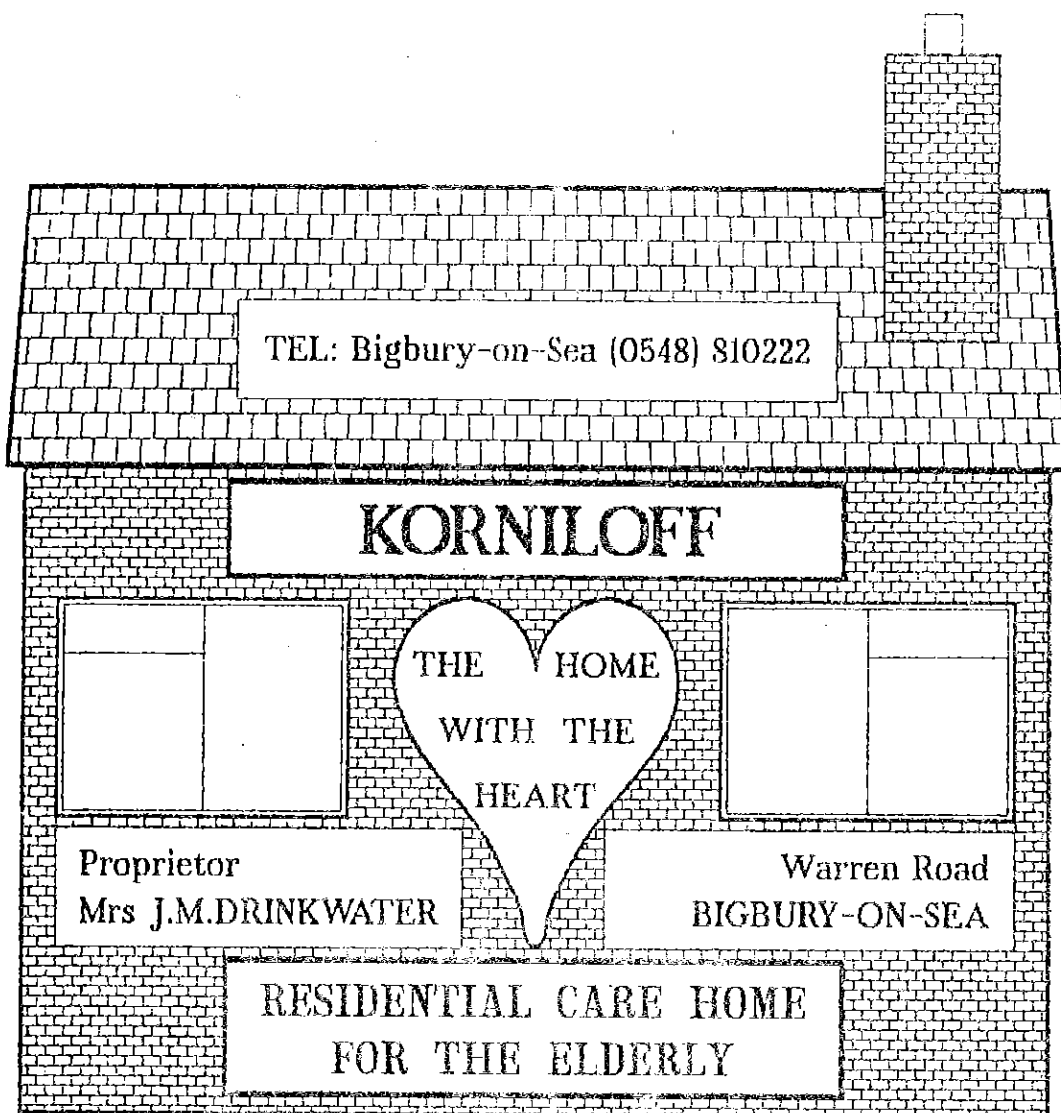 TEL: Bigbury-on-Sea (0548) 810222
KORNILOFF
THE HOME
WITH THE
HEART
Proprietor
Mrs J.M.DRINKWATER
Warren Road
BIGBURY-ON-SEA
RESIDENTIAL CARE HOME
FOR THE ELDERLY